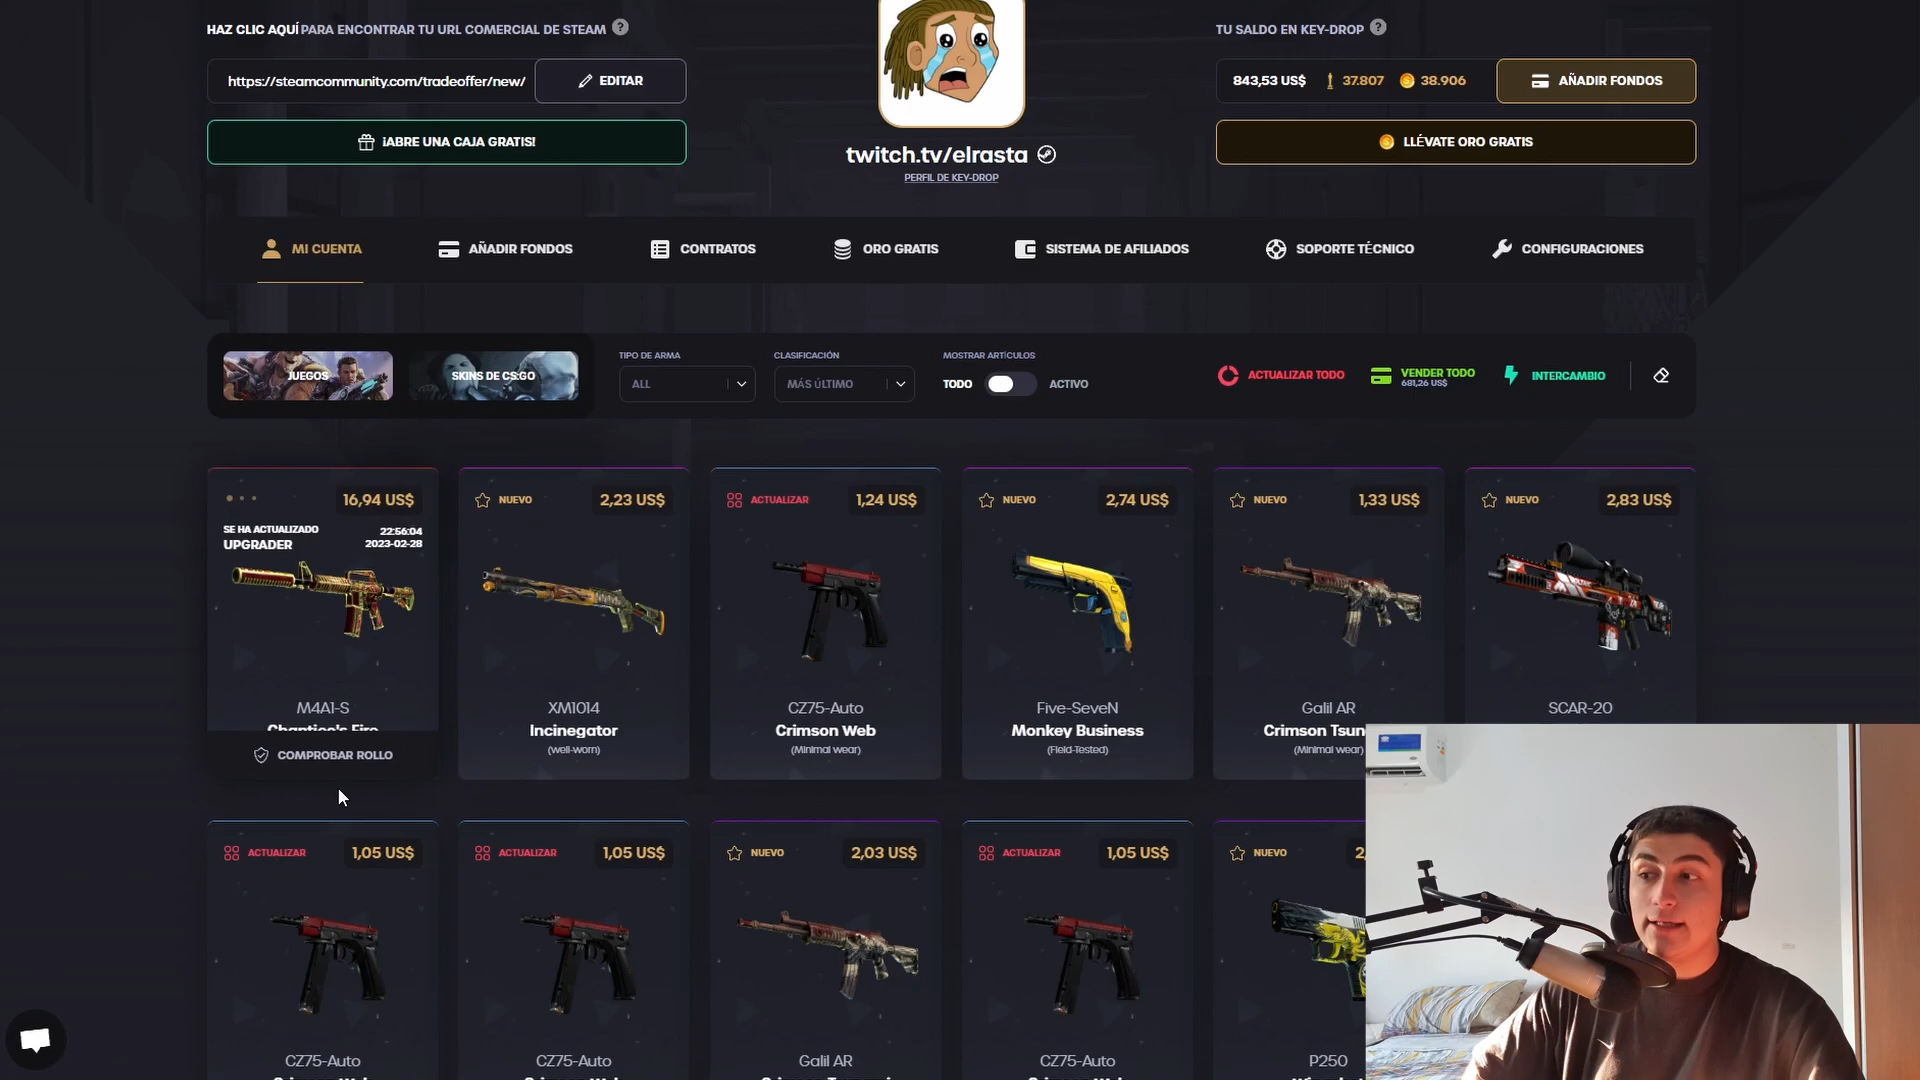 HAZ CLIC AQUÍ PARA ENCONTRAR TU URL COMERCIAL DE STEAM ?
https://steamcommunity.com/tradeoffer/new/
EDITAR
¡ABRE UNA CAJA GRATIS!
twitch.tv/elrasta
PERFIL DE KEY-DROP
TU SALDO EN KEY-DROP ?
843,53 US$ 37.807 38.906
AÑADIR FONDOS
LLÉVATE ORO GRATIS
MI CUENTA
AÑADIR FONDOS
CONTRATOS
ORO GRATIS
SISTEMA DE AFILIADOS
SOPORTE TÉCNICO
CONFIGURACIONES
JUEGOS
SKINS DE CS:GO
TIPO DE ARMA
ALL
CLASIFICACIÓN
MÁS ÚLTIMO
MOSTRAR ARTÍCULOS
TODO
ACTIVO
ACTUALIZAR TODO
VENDER TODO
681,26 US$
INTERCAMBIO
16,94 US$
SE HA ACTUALIZADO
UPGRADER
22:56:04
2023-02-28
M4A1-S
Chantico's Fire
COMPROBAR ROLLO
NUEVO
2,23 US$
XM1014
Incinegator
(well-worn)
ACTUALIZAR
1,24 US$
CZ75-Auto
Crimson Web
(Minimal wear)
NUEVO
2,74 US$
Five-SeveN
Monkey Business
(Field-Tested)
NUEVO
1,33 US$
Galil AR
Crimson Tsun
(Minimal wear)
NUEVO
2,83 US$
SCAR-20
ACTUALIZAR
1,05 US$
CZ75-Auto
ACTUALIZAR
1,05 US$
CZ75-Auto
NUEVO
2,03 US$
Galil AR
ACTUALIZAR
1,05 US$
CZ75-Auto
NUEVO
2,
P250